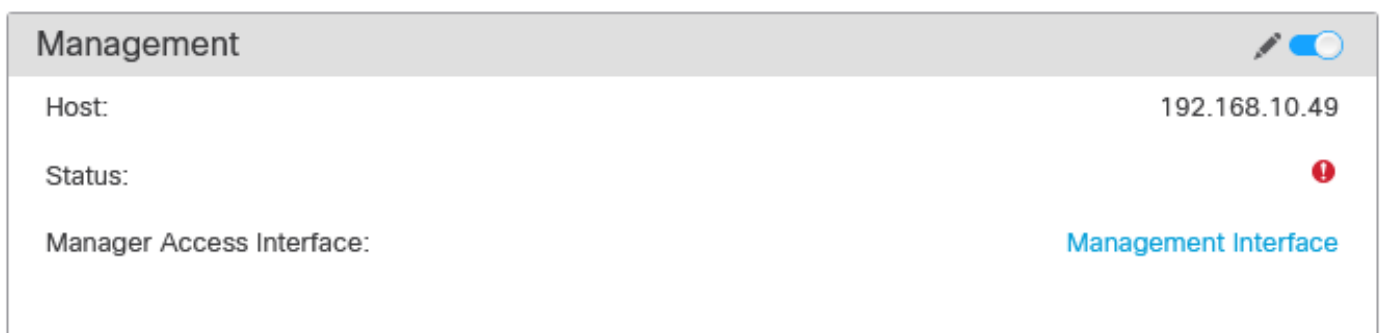 Management
Host: 192.168.10.49
Status:
Manager Access Interface: Management Interface